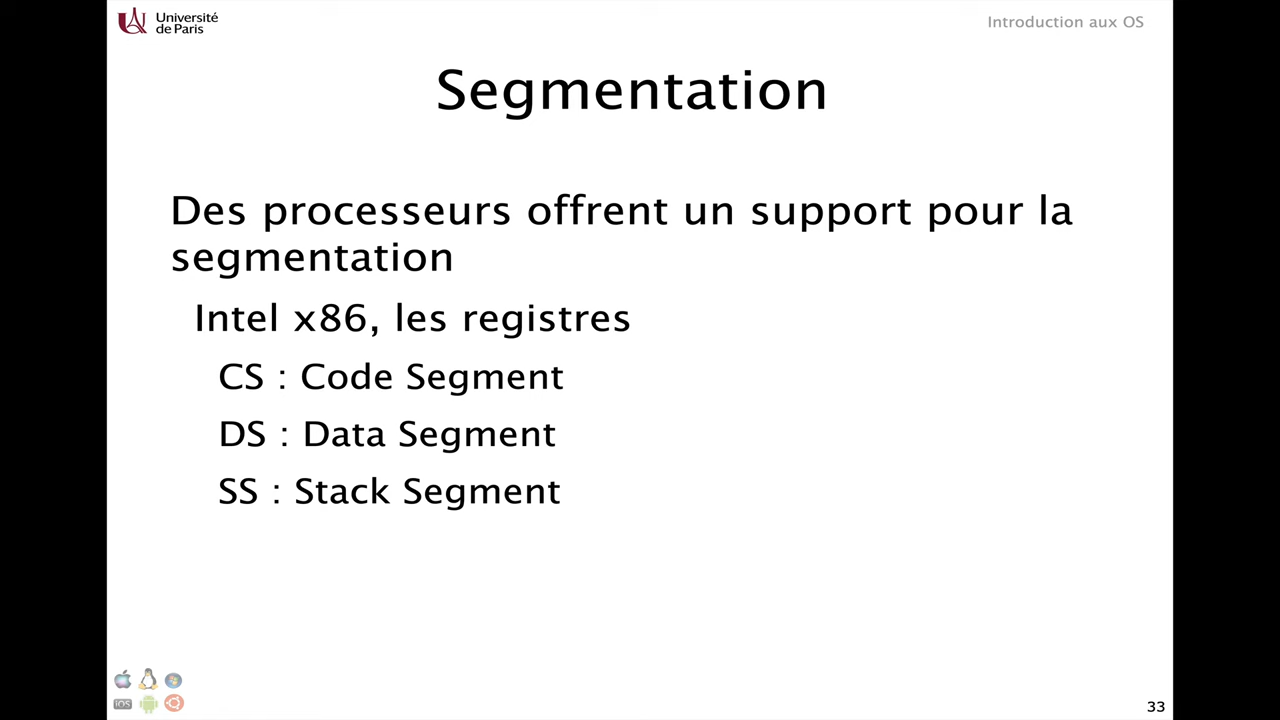 Université
de Paris
Introduction aux OS
Segmentation
Des processeurs offrent un support pour la
segmentation
Intel x86, les registres
CS : Code Segment
DS : Data Segment
SS : Stack Segment
iOS
33